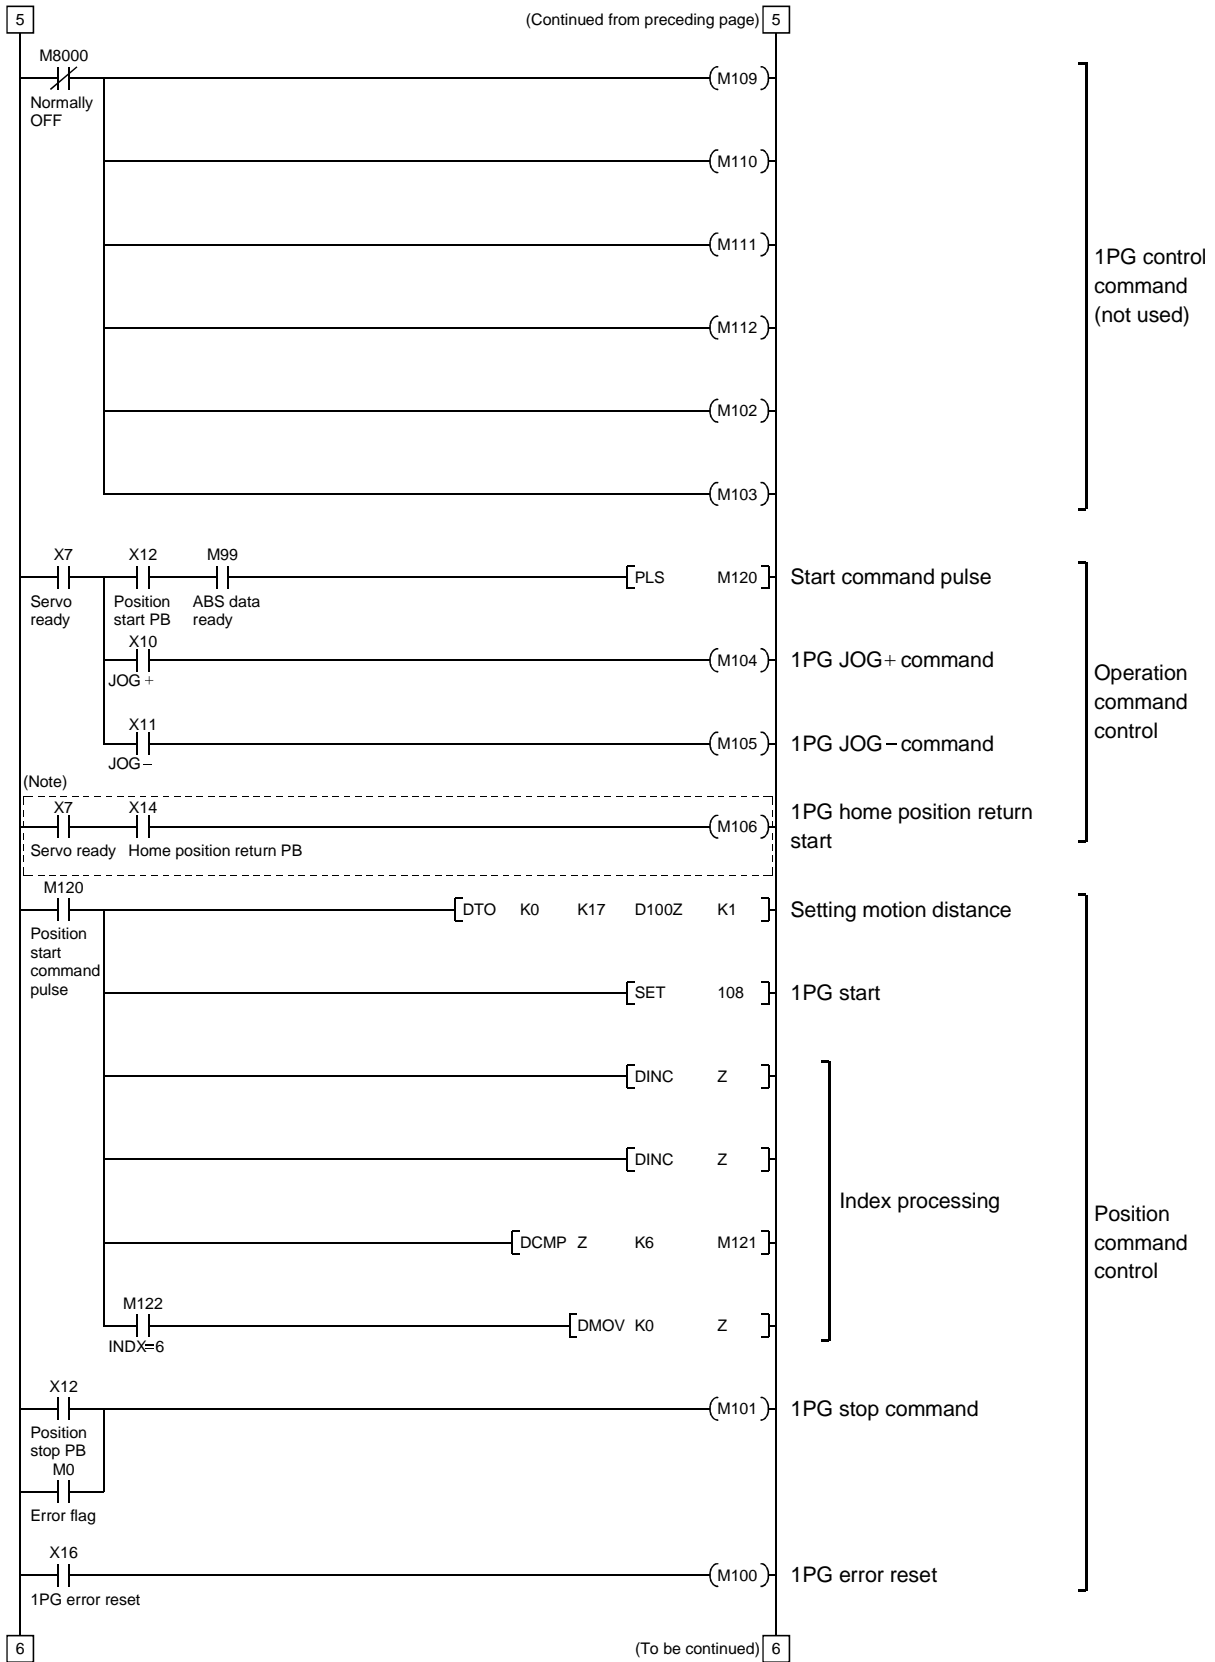 5 (Continued from preceding page) 5
M8000
Normally
OFF
M109
M110
M111
M112
M102
M103
1PG control
command
(not used)
X7 X12 M99
Servo
ready
Position
start PB
ABS data
ready
PLS M120 Start command pulse
X10
JOG +
M104 1PG JOG+ command
X11
JOG –
M105 1PG JOG – command
Operation
command
control
(Note)
X7 X14
Servo ready Home position return PB
M106 1PG home position return
start
M120
Position
start
command
pulse
DTO K0 K17 D100Z K1 Setting motion distance
SET 108 1PG start
DINC Z
DINC Z
DCMP Z K6 M121
M122
INDX=6
DMOV K0 Z
Index processing
Position
command
control
X12
Position
stop PB
M101 1PG stop command
M0
Error flag
X16
1PG error reset
M100 1PG error reset
6 (To be continued) 6